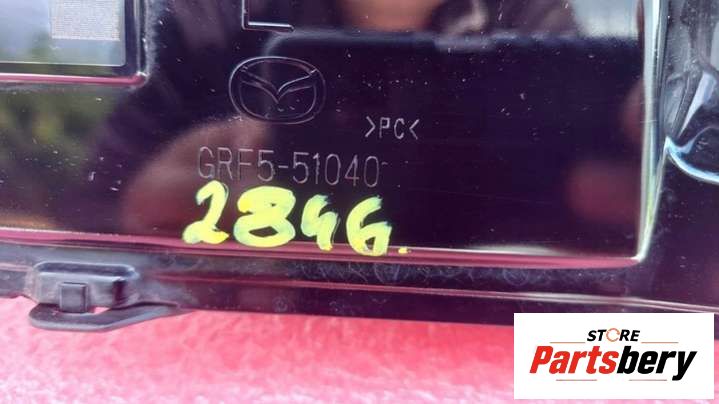 >PC<
GRF5-51040
2846.
STORE
Partsbery